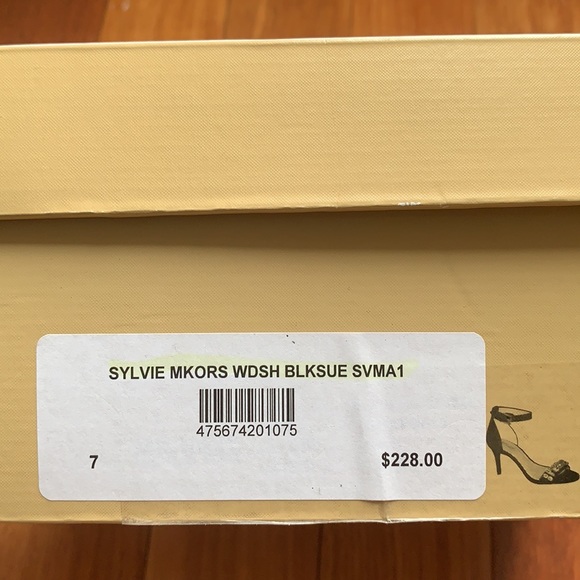 SYLVIE MKORS WDSH BLKSUE SVMA1
475674201075
7 $228.00